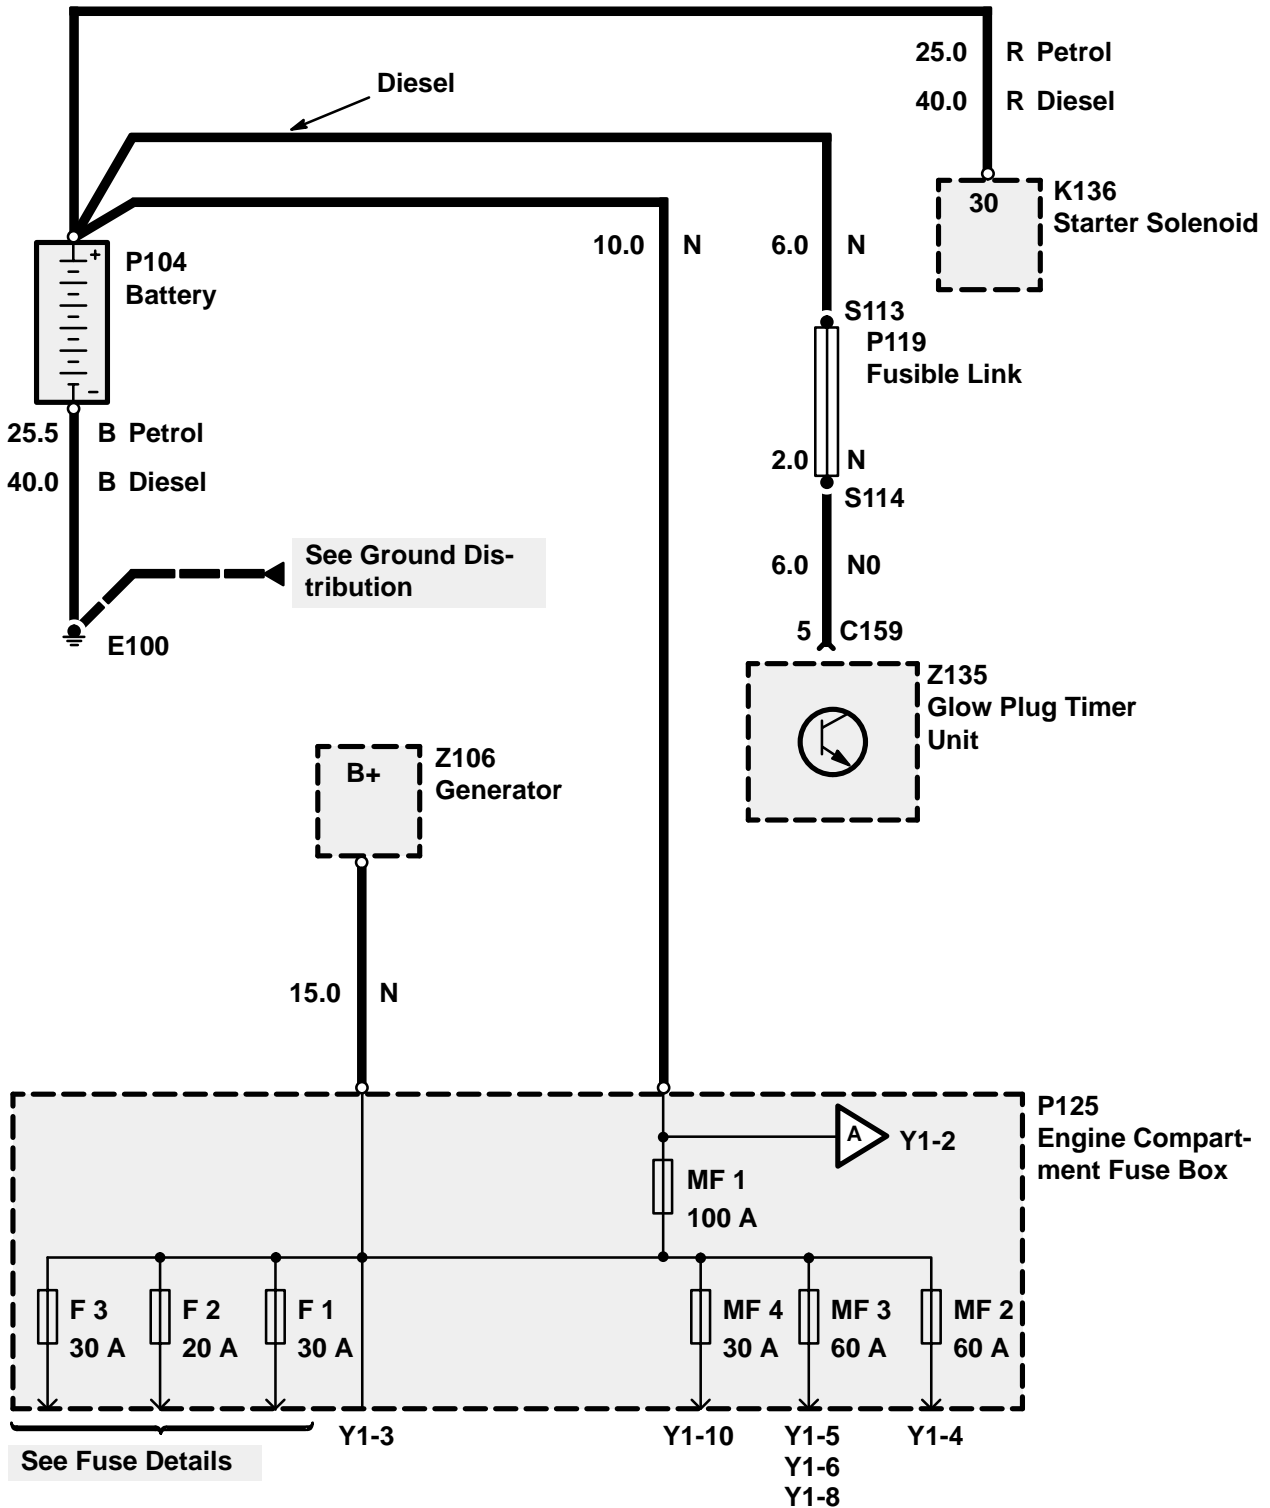 25.0 R Petrol
40.0 R Diesel
Diesel
30
K136
Starter Solenoid
10.0 N
6.0 N
+
P104
Battery
−
S113
P119
Fusible Link
25.5 B Petrol
40.0 B Diesel
2.0 N
S114
See Ground Dis-
tribution
6.0 N0
5 C159
E100
Z135
Glow Plug Timer
Unit
B+
Z106
Generator
15.0 N
P125
Engine Compart-
ment Fuse Box
A Y1-2
MF 1
100 A
F 3
30 A
F 2
20 A
F 1
30 A
MF 4
30 A
MF 3
60 A
MF 2
60 A
See Fuse Details
Y1-3
Y1-10
Y1-5
Y1-6
Y1-8
Y1-4